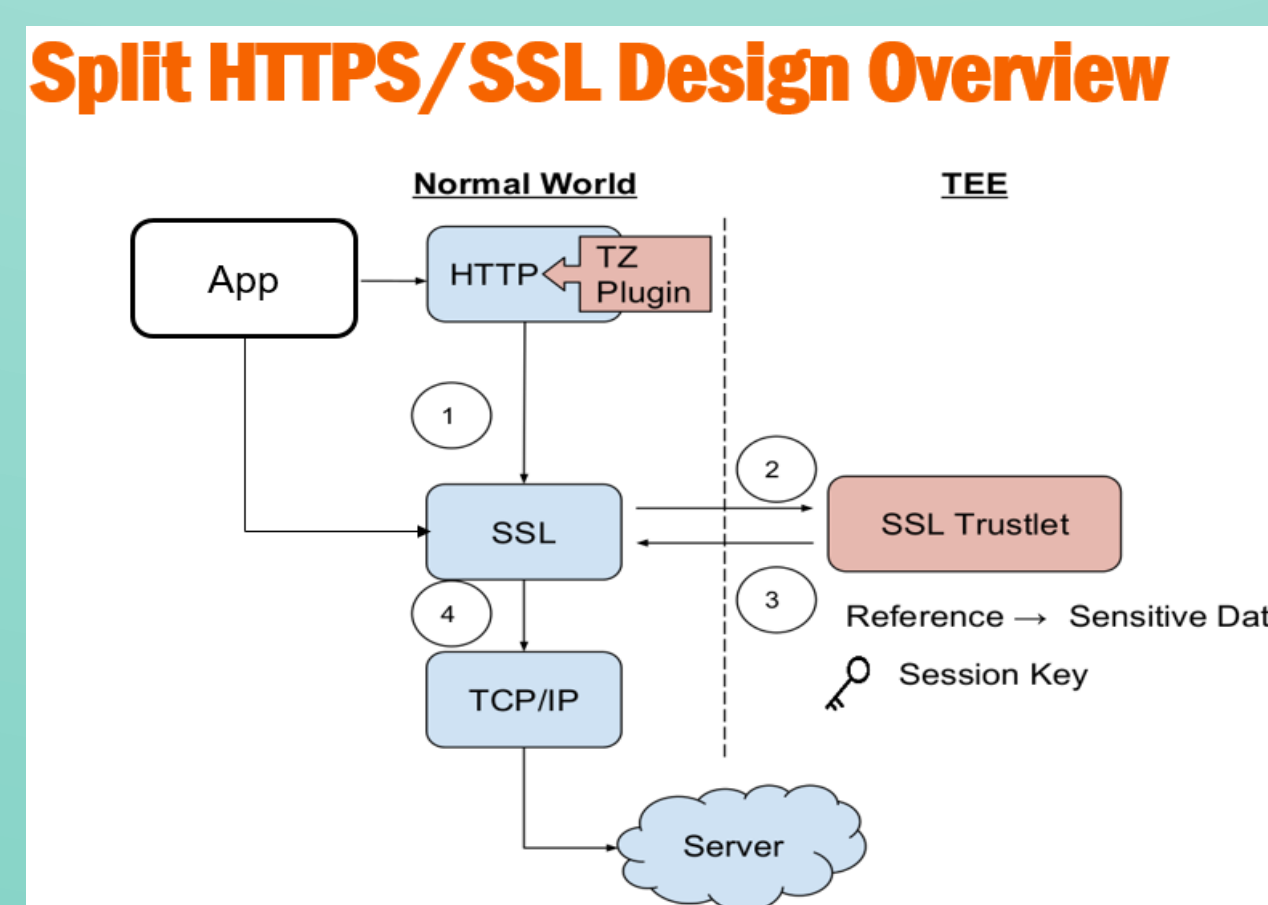 Split HTTPS/SSL Design Overview
Normal World
TEE
App
HTTP
TZ
Plugin
1
2
SSL
SSL Trustlet
3
4
Reference → Sensitive Dat
Session Key
TCP/IP
Server